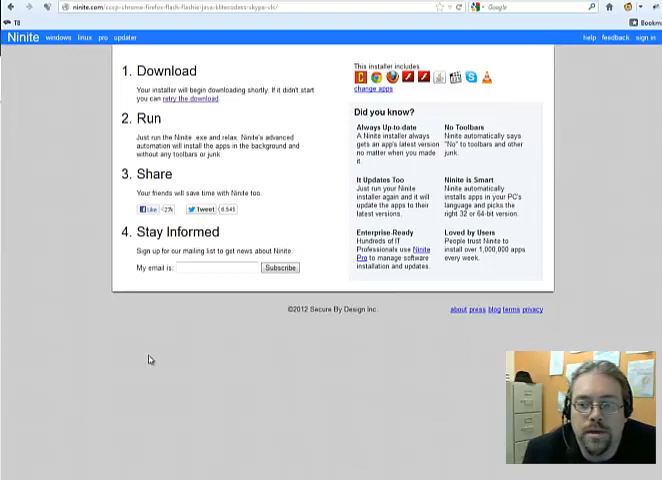 ninite.com/cccp-chrome-firefox-flash-flashie-java-klitecodecs-skype-vlc/
Google
Bookm
TB
Ninite windows linux pro updater
help feedback sign in
1. Download
Your installer will begin downloading shortly. If it didn't start
you can retry the download.
2. Run
Just run the Ninite .exe and relax. Ninite's advanced
automation will install the apps in the background and
without any toolbars or junk.
3. Share
Your friends will save time with Ninite too.
Like 27k Tweet 8,545
4. Stay Informed
Sign up for our mailing list to get news about Ninite.
My email is: Subscribe
This installer includes
change apps
Did you know?
Always Up-to-date
A Ninite installer always
gets an app's latest version
no matter when you made
it.
No Toolbars
Ninite automatically says
"No" to toolbars and other
junk.
It Updates Too
Just run your Ninite
installer again and it will
update the apps to their
latest versions.
Ninite is Smart
Ninite automatically
installs apps in your PC's
language and picks the
right 32 or 64-bit version.
Enterprise-Ready
Hundreds of IT
Professionals use Ninite
Pro to manage software
installation and updates.
Loved by Users
People trust Ninite to
install over 1,000,000 apps
every week.
©2012 Secure By Design Inc.
about press blog terms privacy